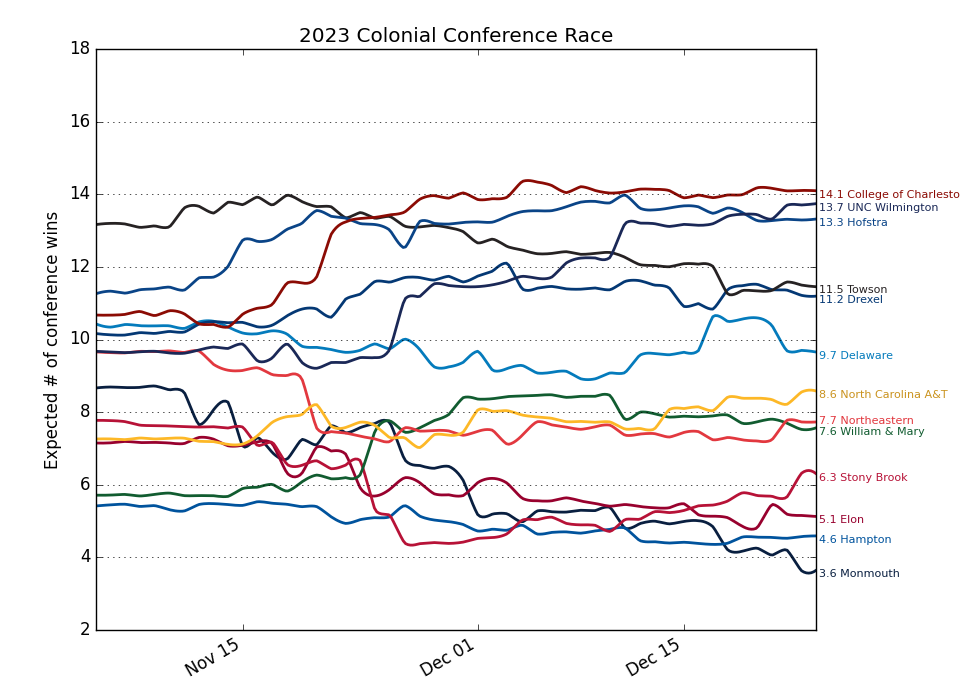 2023 Colonial Conference Race
Expected # of conference wins
18
16
14
12
10
8
6
4
2
Nov 15
Dec 01
Dec 15
14.1 College of Charlesto
13.7 UNC Wilmington
13.3 Hofstra
11.5 Towson
11.2 Drexel
9.7 Delaware
8.6 North Carolina A&T
7.7 Northeastern
7.6 William & Mary
6.3 Stony Brook
5.1 Elon
4.6 Hampton
3.6 Monmouth